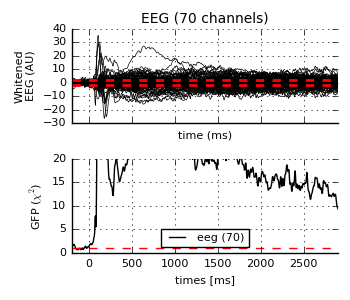 EEG (70 channels)
40
30
20
10
0
−10
−20
−30
Whitened
EEG (AU)
time (ms)
20
15
10
5
0
GFP (χ²)
eeg (70)
0 500 1000 1500 2000 2500
times [ms]